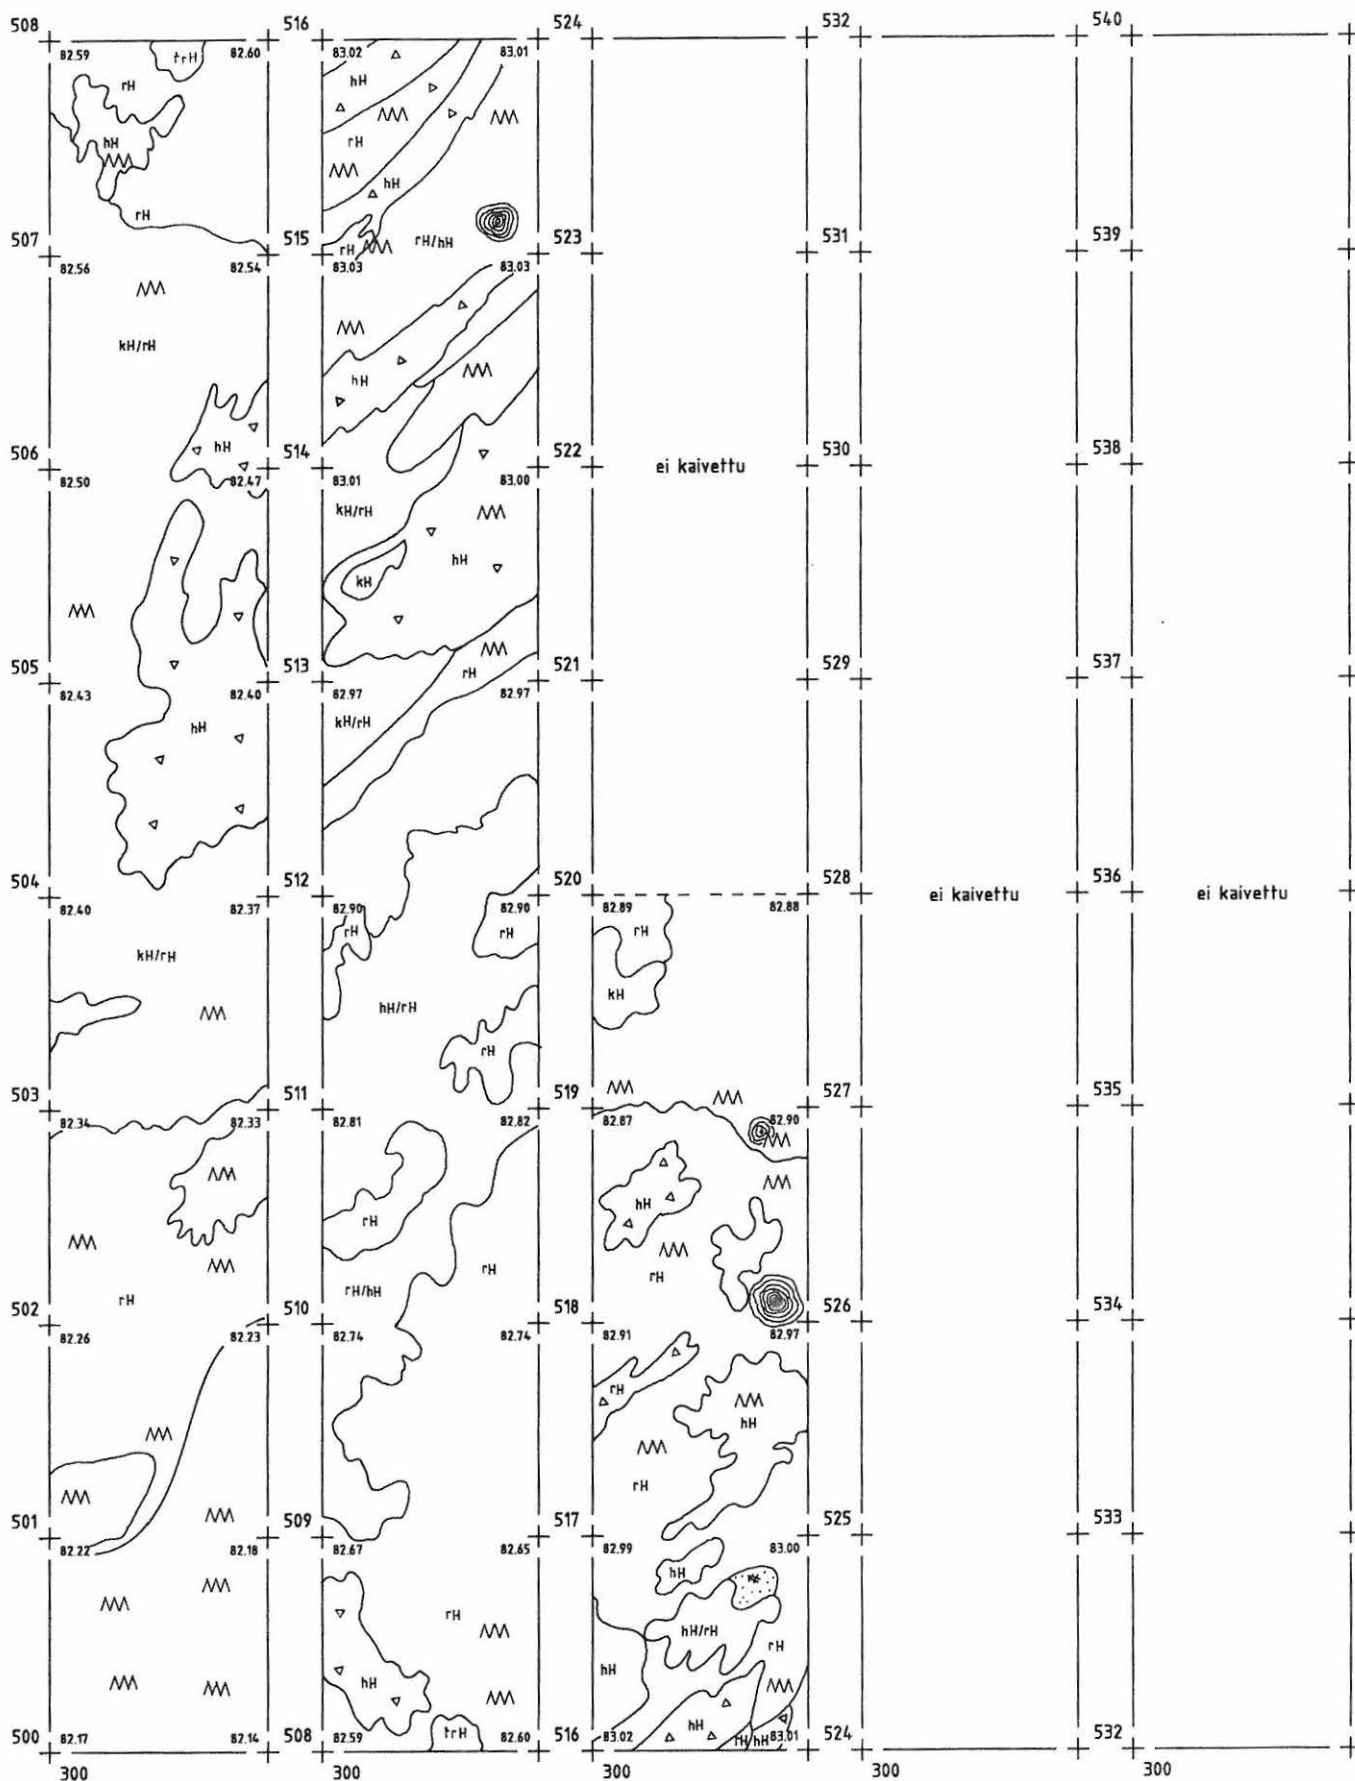 508 516 524 532 540
82.59 trH 82.60 83.02 83.01
rH hH
hH rH
hH
rH
507 515 rH rH/hH 523 531 539
82.56 82.54 83.03 83.03
kH/rH
hH
506 hH 514 522 ei kaivettu 530 538
82.50 82.47 83.01 83.00
kH/rH
hH
kH
505 513 521 529 537
82.43 82.40 82.97 rH 82.97
hH kH/rH
504 512 520 528 ei kaivettu 536 ei kaivettu
82.40 82.37 82.90 82.90 82.89 82.88
rH rH rH
kH/rH
kH
hH/rH
rH
503 511 519 527 535
82.34 82.33 82.81 82.82 82.87 82.90
hH
rH
rH rH
rH/hH
rH
502 510 518 526 534
82.26 82.23 82.74 82.74 82.91 82.97
rH
hH
rH
501 509 517 525 533
82.22 82.18 82.67 82.65 82.99 83.00
hH
rH hH/rH
rH
hH hH
hH
500 508 trH 516 rH hH 524 532
82.17 82.14 82.59 82.60 83.02 83.01
300 300 300 300 300